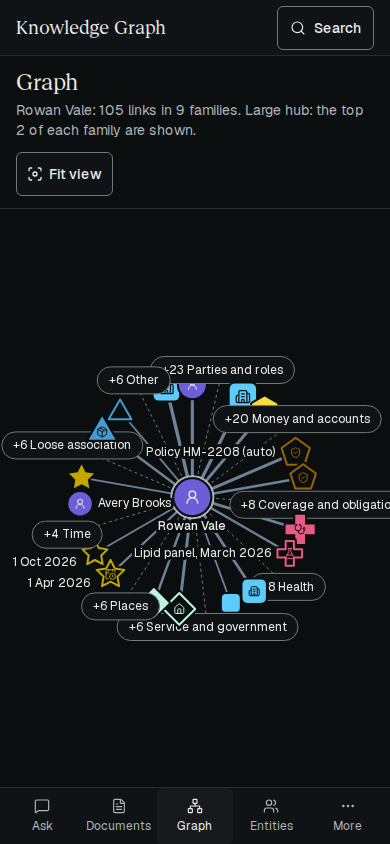 Knowledge Graph
Search
Graph
Rowan Vale: 105 links in 9 families. Large hub: the top
2 of each family are shown.
Fit view
23 Parties and roles
+6 Other
+20 Money and accounts
+6 Loose association
Policy HM-2208 (auto)
Avery Brooks
+8 Coverage and obligatio
Rowan Vale
+4 Time
Lipid panel, March 2026
1 Oct 2026
1 Apr 2026
8 Health
+6 Places
+6 Service and government
Ask
Documents
Graph
Entities
More